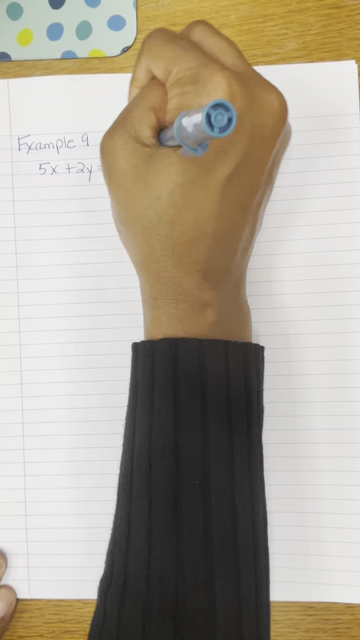 Example 9
5x + 2y =